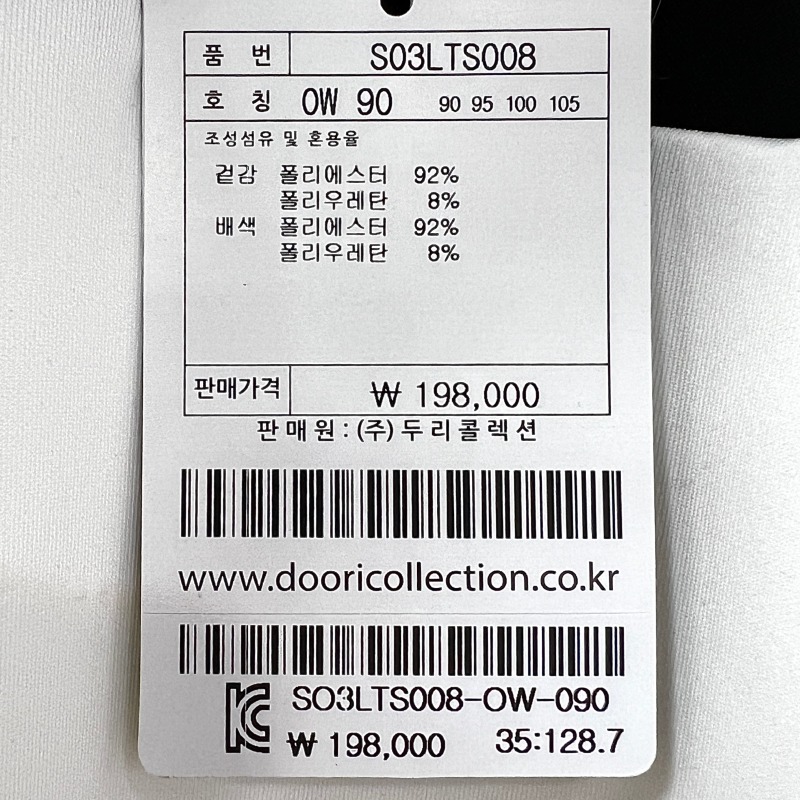 품 번 S03LTS008
호 칭 OW 90 90 95 100 105
조성섬유 및 혼용율
겉감 폴리에스터 92%
폴리우레탄 8%
배색 폴리에스터 92%
폴리우레탄 8%
판매가격 ₩ 198,000
판매원 : (주)두리콜렉션
www.dooricollection.co.kr
SO3LTS008-OW-090
₩ 198,000 35:128.7